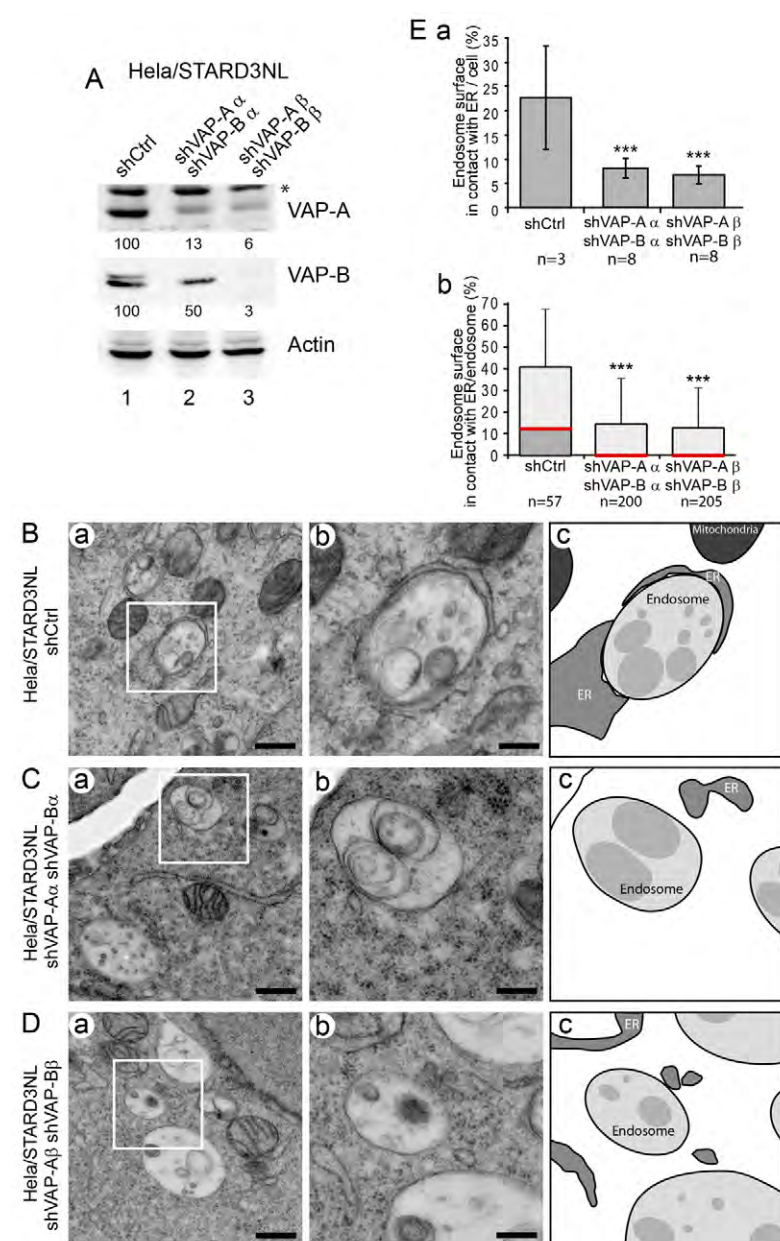 A
Hela/STARD3NL
shCtrl
shVAP-A α
shVAP-B α
shVAP-A β
shVAP-B β
*
VAP-A
100 13 6
VAP-B
100 50 3
Actin
1 2 3
E a
Endosome surface
in contact with ER / cell (%)
35
30
25
20
15
10
5
0
*** ***
shCtrl shVAP-A α shVAP-A β
shVAP-B α shVAP-B β
n=3 n=8 n=8
b
Endosome surface
in contact with ER/endosome (%)
70
60
50
40
30
20
10
0
*** ***
shCtrl shVAP-A α shVAP-A β
shVAP-B α shVAP-B β
n=57 n=200 n=205
B
Hela/STARD3NL
shCtrl
a b c
Mitochondria
ER
Endosome
ER
C
Hela/STARD3NL
shVAP-Aα shVAP-Bα
a b c
ER
Endosome
D
Hela/STARD3NL
shVAP-Aβ shVAP-Bβ
a b c
ER
Endosome